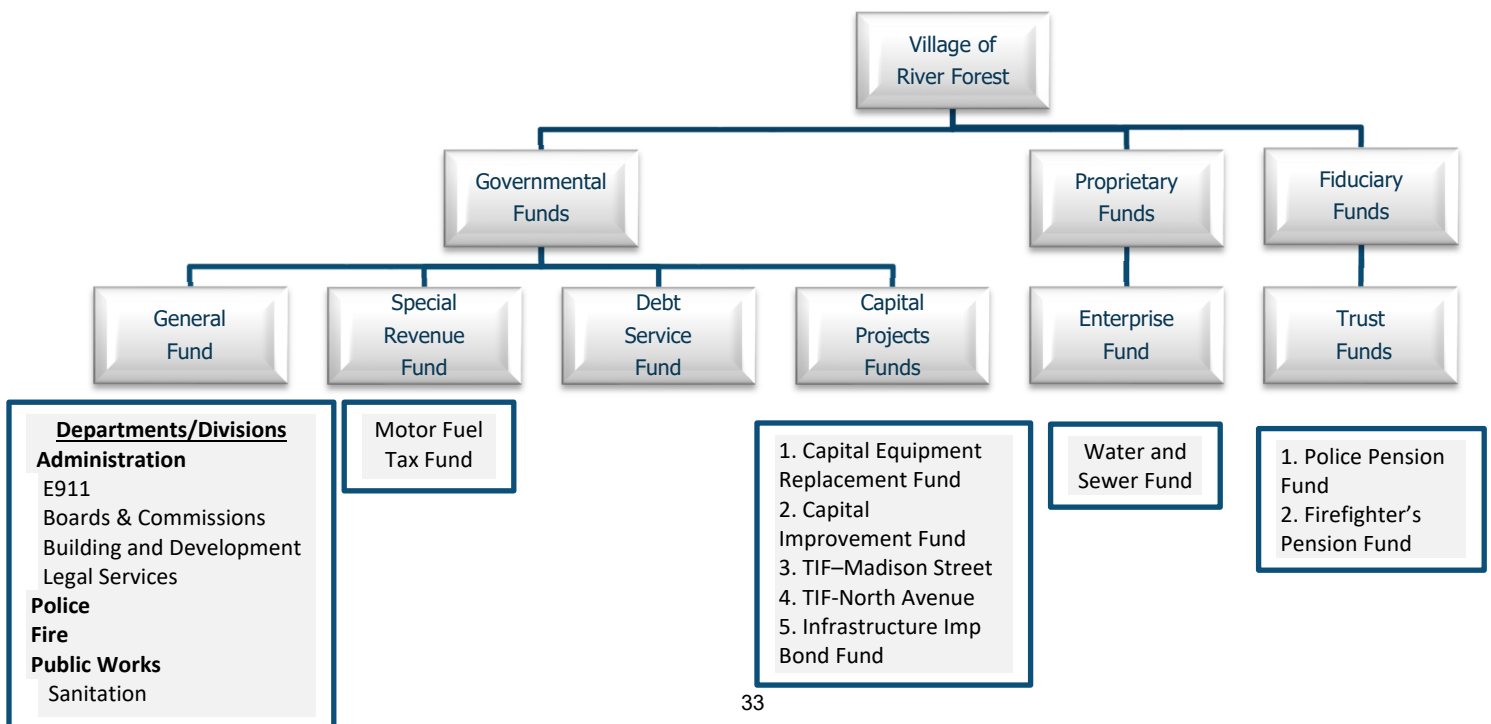 Village of
River Forest
Governmental
Funds
Proprietary
Funds
Fiduciary
Funds
General
Fund
Special
Revenue
Fund
Debt
Service
Fund
Capital
Projects
Funds
Enterprise
Fund
Trust
Funds
Departments/Divisions
Administration
E911
Boards & Commissions
Building and Development
Legal Services
Police
Fire
Public Works
Sanitation
Motor Fuel
Tax Fund
1. Capital Equipment
Replacement Fund
2. Capital
Improvement Fund
3. TIF–Madison Street
4. TIF-North Avenue
5. Infrastructure Imp
Bond Fund
Water and
Sewer Fund
1. Police Pension
Fund
2. Firefighter’s
Pension Fund
33